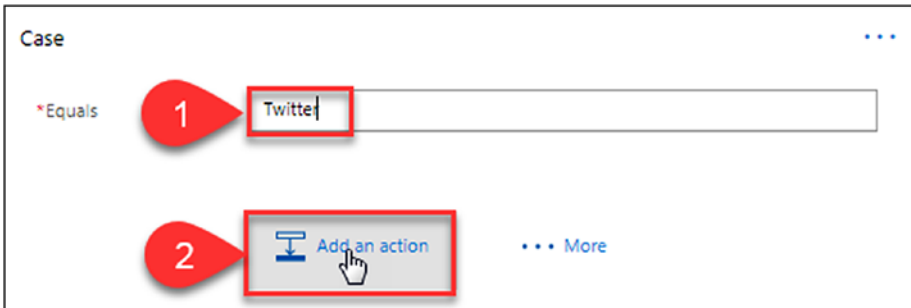 Case
...
*Equals
1
Twitter
2
Add an action
... More